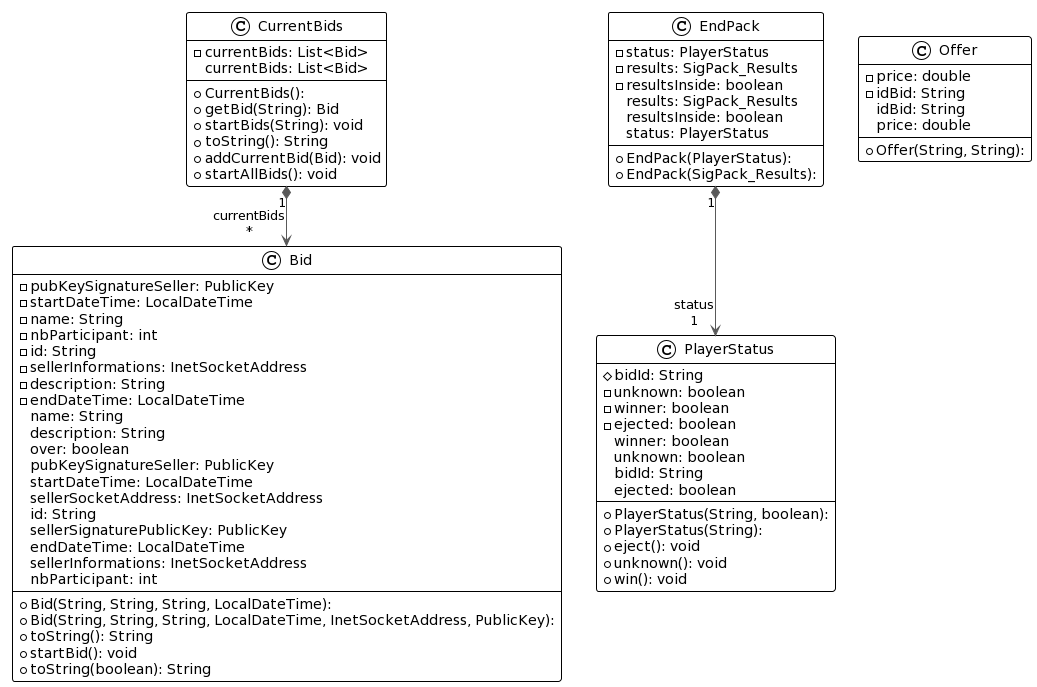 C CurrentBids
currentBids: List<Bid>
currentBids: List<Bid>
CurrentBids():
getBid(String): Bid
startBids(String): void
toString(): String
addCurrentBid(Bid): void
startAllBids(): void
C EndPack
status: PlayerStatus
results: SigPack_Results
resultsInside: boolean
results: SigPack_Results
resultsInside: boolean
status: PlayerStatus
EndPack(PlayerStatus):
EndPack(SigPack_Results):
C Offer
price: double
idBid: String
idBid: String
price: double
Offer(String, String):
1
currentBids
*
1
status
1
C Bid
pubKeySignatureSeller: PublicKey
startDateTime: LocalDateTime
name: String
nbParticipant: int
id: String
sellerInformations: InetSocketAddress
description: String
endDateTime: LocalDateTime
name: String
description: String
over: boolean
pubKeySignatureSeller: PublicKey
startDateTime: LocalDateTime
sellerSocketAddress: InetSocketAddress
id: String
sellerSignaturePublicKey: PublicKey
endDateTime: LocalDateTime
sellerInformations: InetSocketAddress
nbParticipant: int
Bid(String, String, String, LocalDateTime):
Bid(String, String, String, LocalDateTime, InetSocketAddress, PublicKey):
toString(): String
startBid(): void
toString(boolean): String
C PlayerStatus
bidId: String
unknown: boolean
winner: boolean
ejected: boolean
winner: boolean
unknown: boolean
bidId: String
ejected: boolean
PlayerStatus(String, boolean):
PlayerStatus(String):
eject(): void
unknown(): void
win(): void